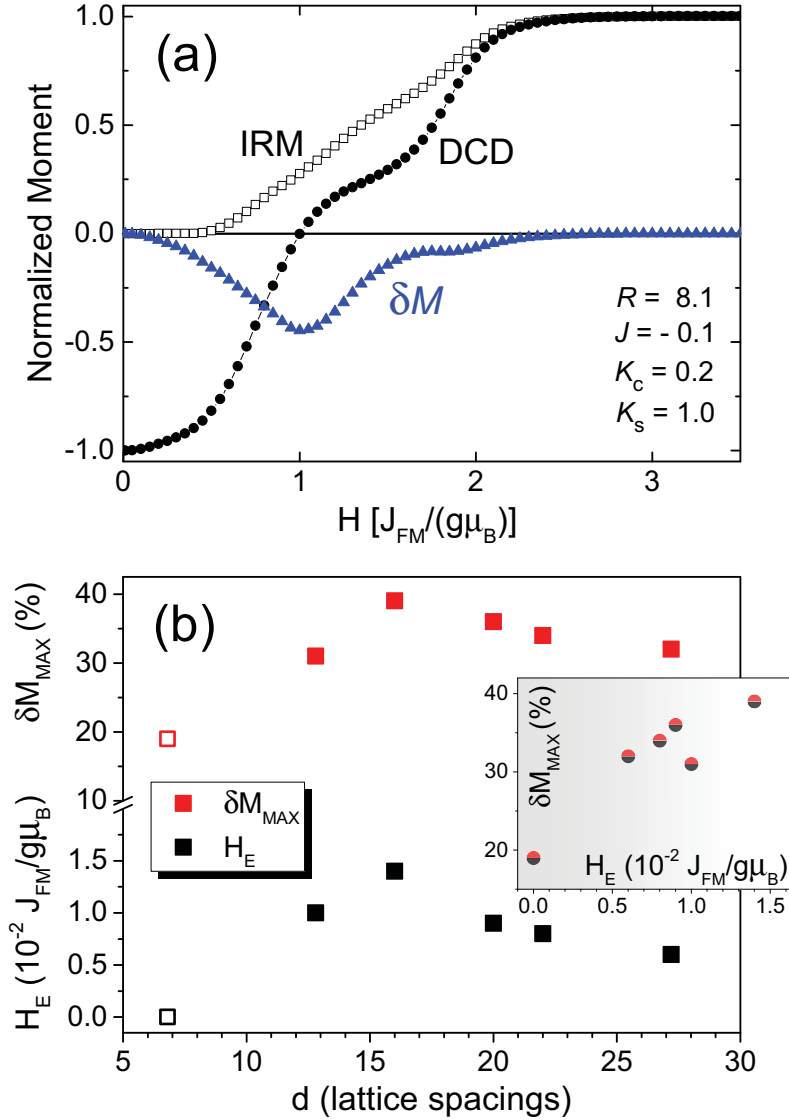 (a)
1.0
0.5
0.0
-0.5
-1.0
Normalized Moment
IRM
DCD
δM
R = 8.1
J = - 0.1
Kc = 0.2
Ks = 1.0
0 1 2 3
H [JFM/(gμB)]
(b)
40
30
20
10
δMMAX (%)
1.5
1.0
0.5
0.0
HE (10-2 JFM/gμB)
δMMAX
HE
40
30
20
δMMAX (%)
HE (10-2 JFM/gμB)
0.0 0.5 1.0 1.5
5 10 15 20 25 30
d (lattice spacings)